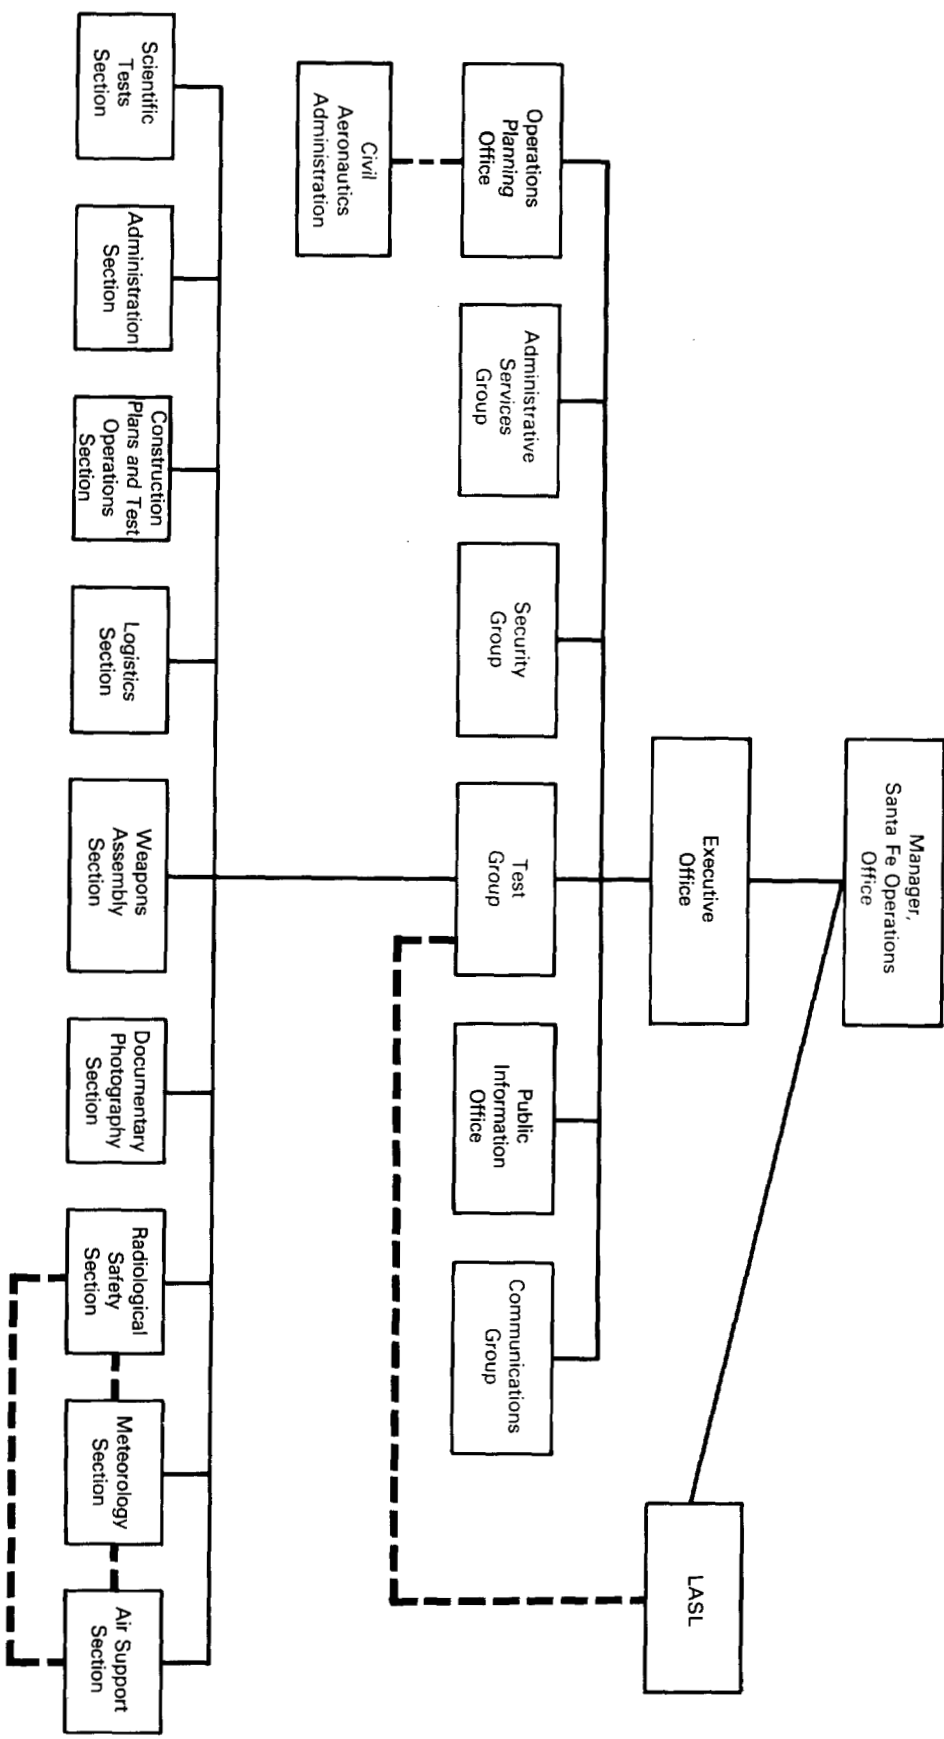 Manager,
Santa Fe Operations
Office
Executive
Office
LASL
Operations
Planning
Office
Administrative
Services
Group
Security
Group
Test
Group
Public
Information
Office
Communications
Group
Civil
Aeronautics
Administration
Scientific
Tests
Section
Administration
Section
Construction
Plans and Test
Operations
Section
Logistics
Section
Weapons
Assembly
Section
Documentary
Photography
Section
Radiological
Safety
Section
Meteorology
Section
Air Support
Section